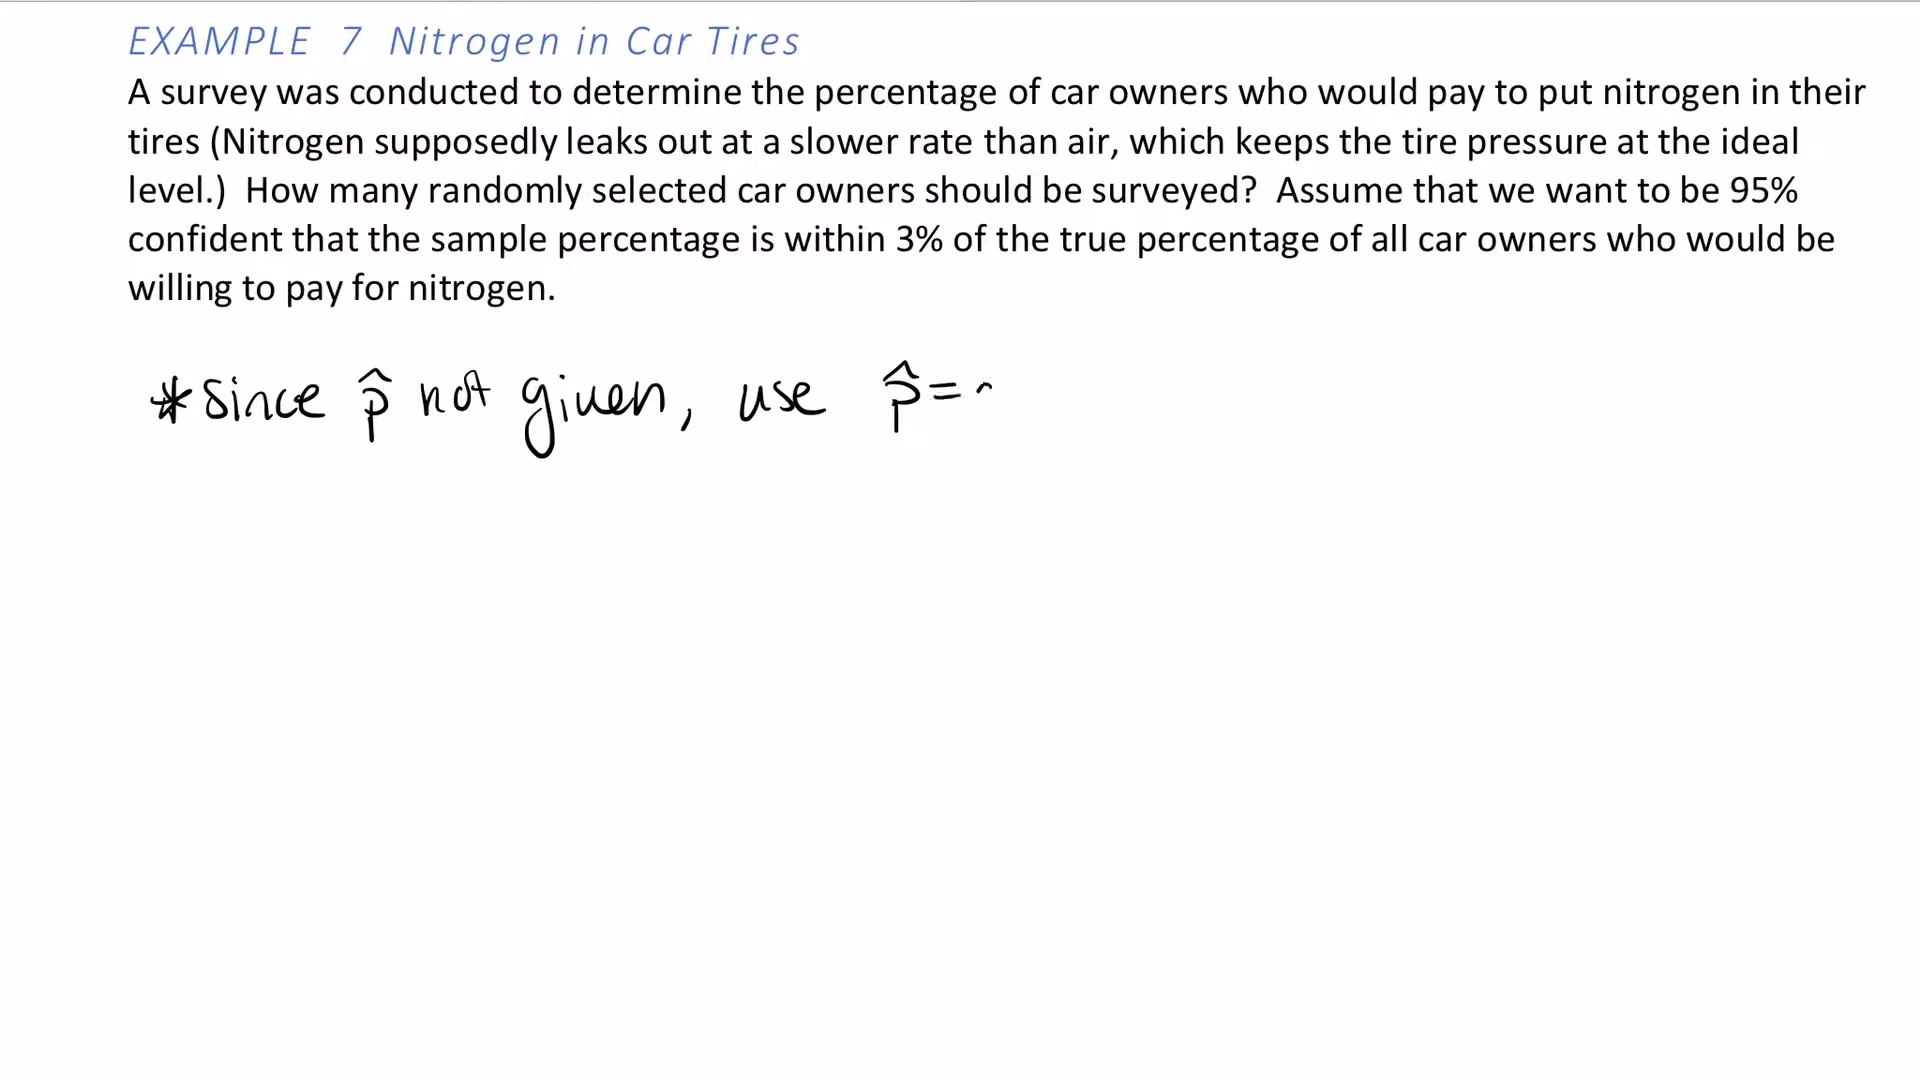 EXAMPLE 7 Nitrogen in Car Tires
A survey was conducted to determine the percentage of car owners who would pay to put nitrogen in their
tires (Nitrogen supposedly leaks out at a slower rate than air, which keeps the tire pressure at the ideal
level.) How many randomly selected car owners should be surveyed? Assume that we want to be 95%
confident that the sample percentage is within 3% of the true percentage of all car owners who would be
willing to pay for nitrogen.
*Since p̂ not given, use p̂=